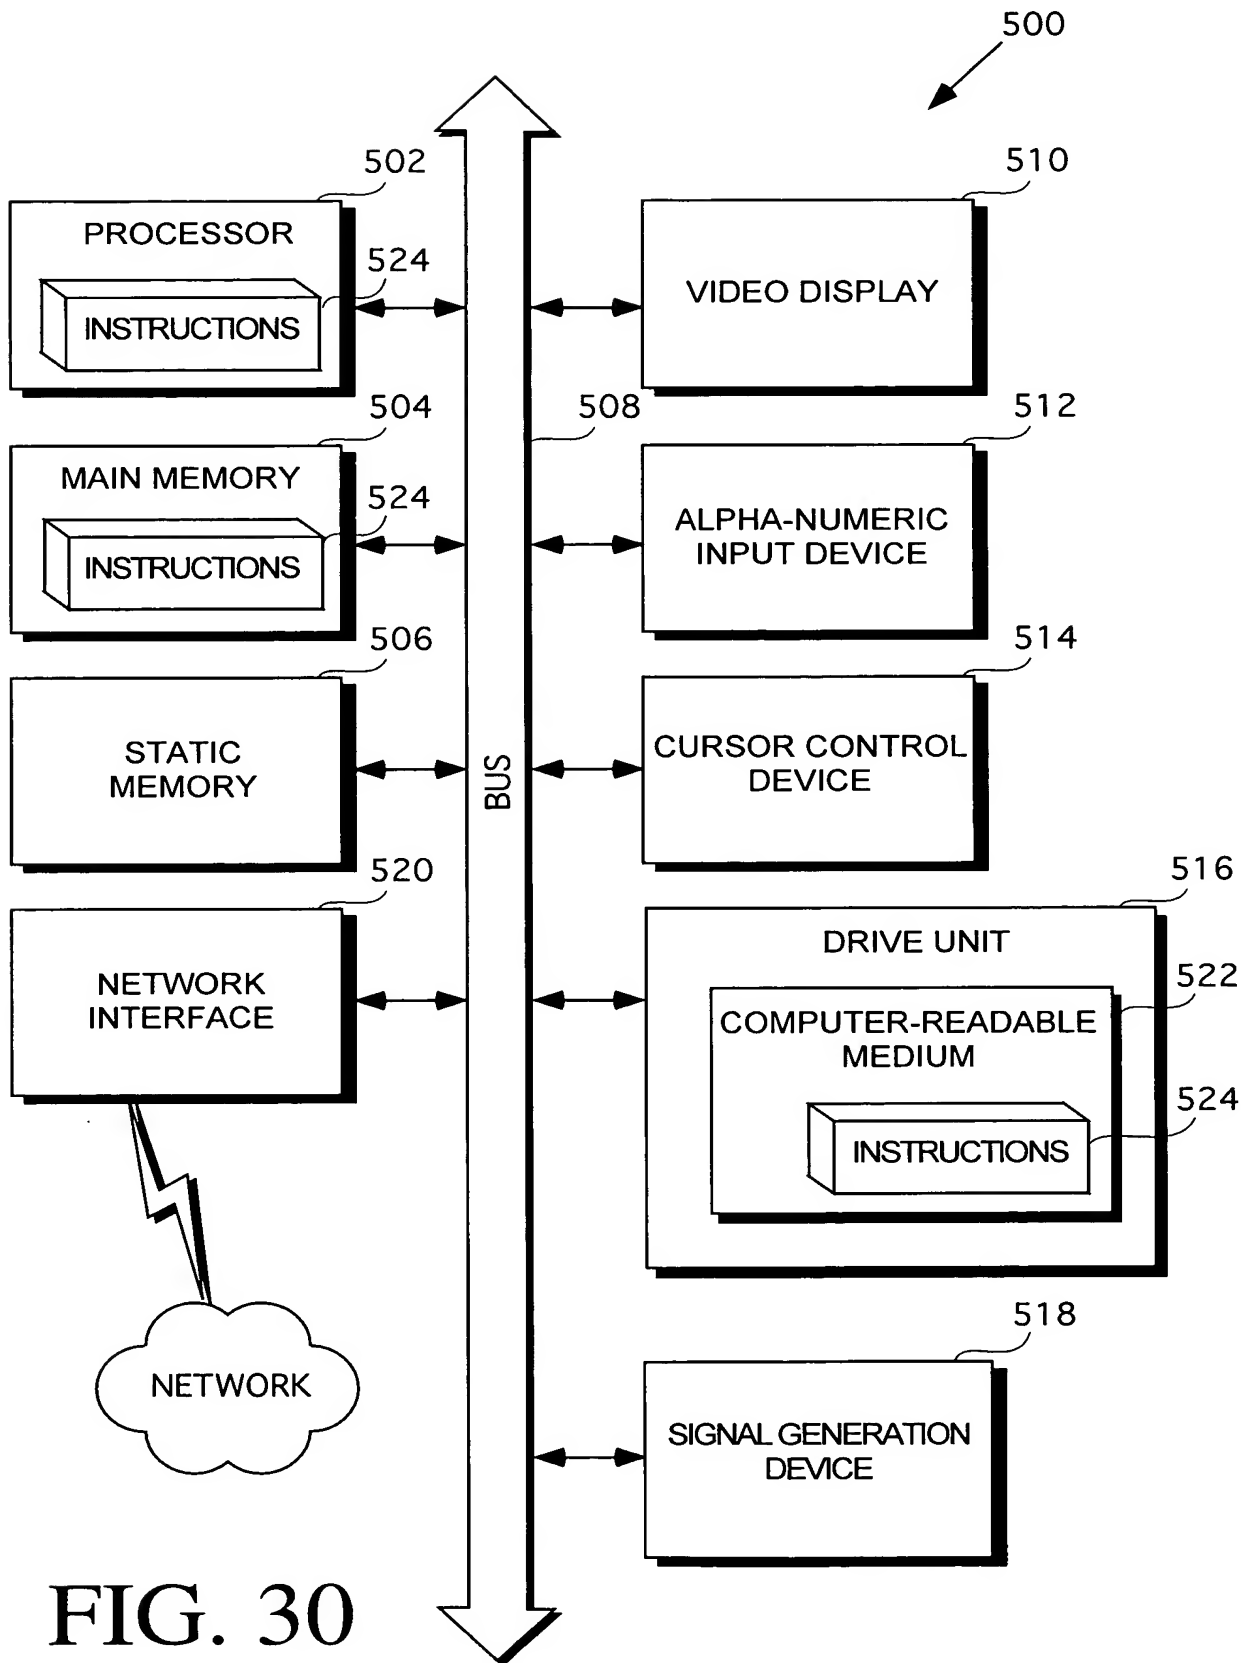 500
502
PROCESSOR
524
INSTRUCTIONS
504
MAIN MEMORY
524
INSTRUCTIONS
506
STATIC
MEMORY
520
NETWORK
INTERFACE
NETWORK
508
BUS
510
VIDEO DISPLAY
512
ALPHA-NUMERIC
INPUT DEVICE
514
CURSOR CONTROL
DEVICE
516
DRIVE UNIT
522
COMPUTER-READABLE
MEDIUM
524
INSTRUCTIONS
518
SIGNAL GENERATION
DEVICE
FIG. 30